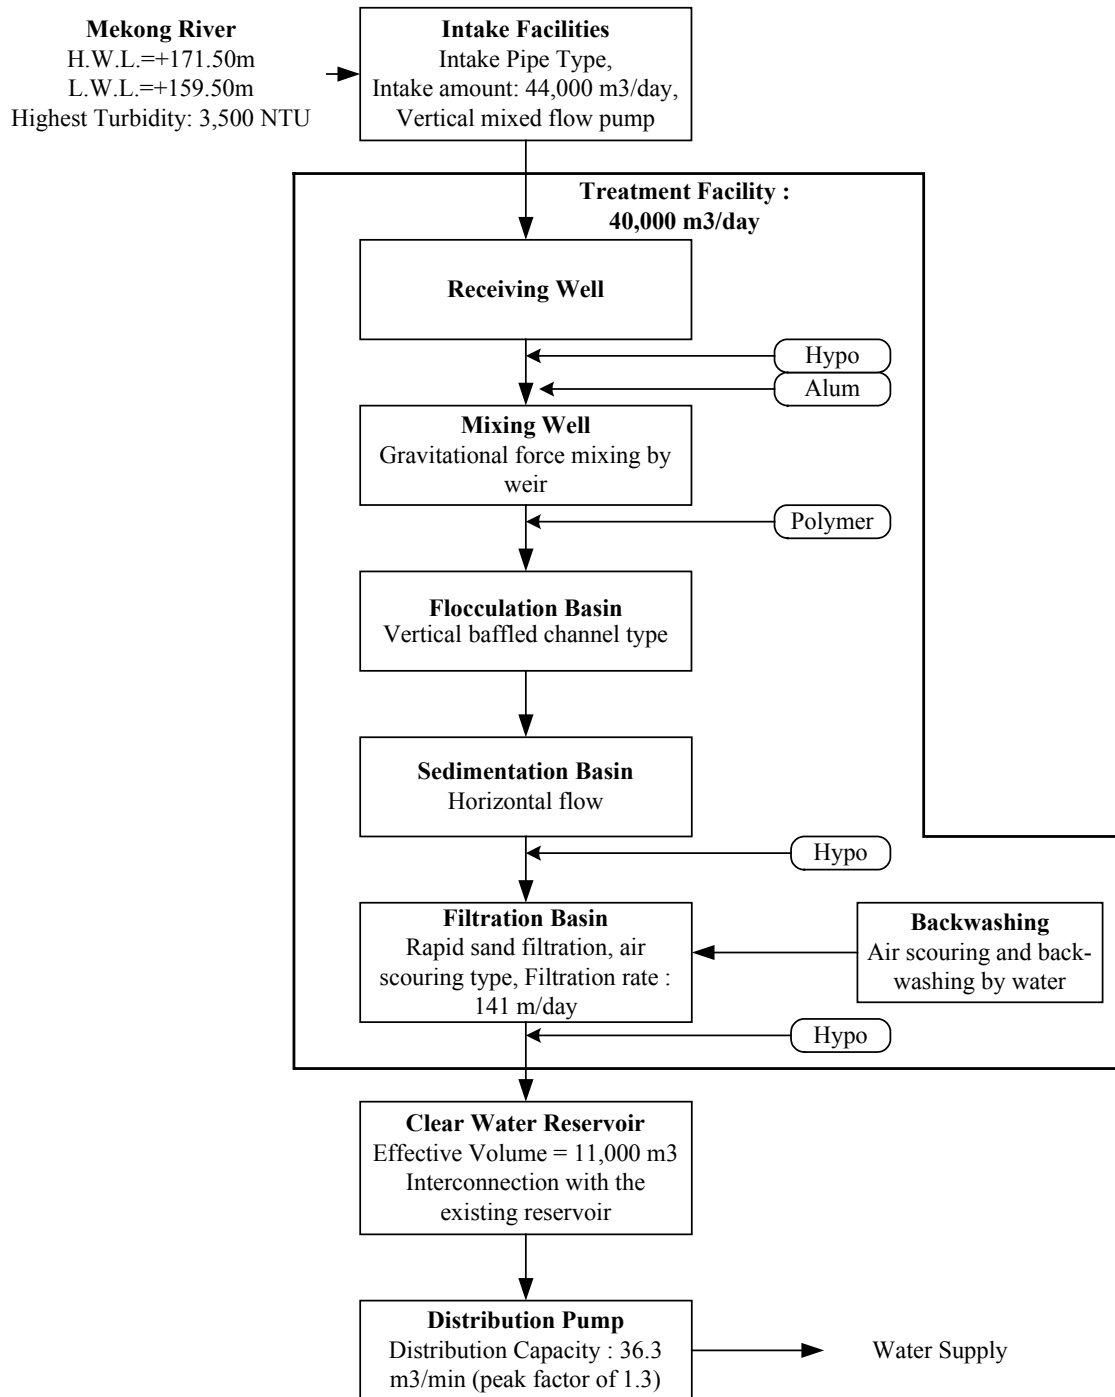 Mekong River
H.W.L.=+171.50m
L.W.L.=+159.50m
Highest Turbidity: 3,500 NTU
Intake Facilities
Intake Pipe Type,
Intake amount: 44,000 m3/day,
Vertical mixed flow pump
Treatment Facility :
40,000 m3/day
Receiving Well
Hypo
Alum
Mixing Well
Gravitational force mixing by
weir
Polymer
Flocculation Basin
Vertical baffled channel type
Sedimentation Basin
Horizontal flow
Hypo
Filtration Basin
Rapid sand filtration, air
scouring type, Filtration rate :
141 m/day
Backwashing
Air scouring and back-
washing by water
Hypo
Clear Water Reservoir
Effective Volume = 11,000 m3
Interconnection with the
existing reservoir
Distribution Pump
Distribution Capacity : 36.3
m3/min (peak factor of 1.3)
Water Supply